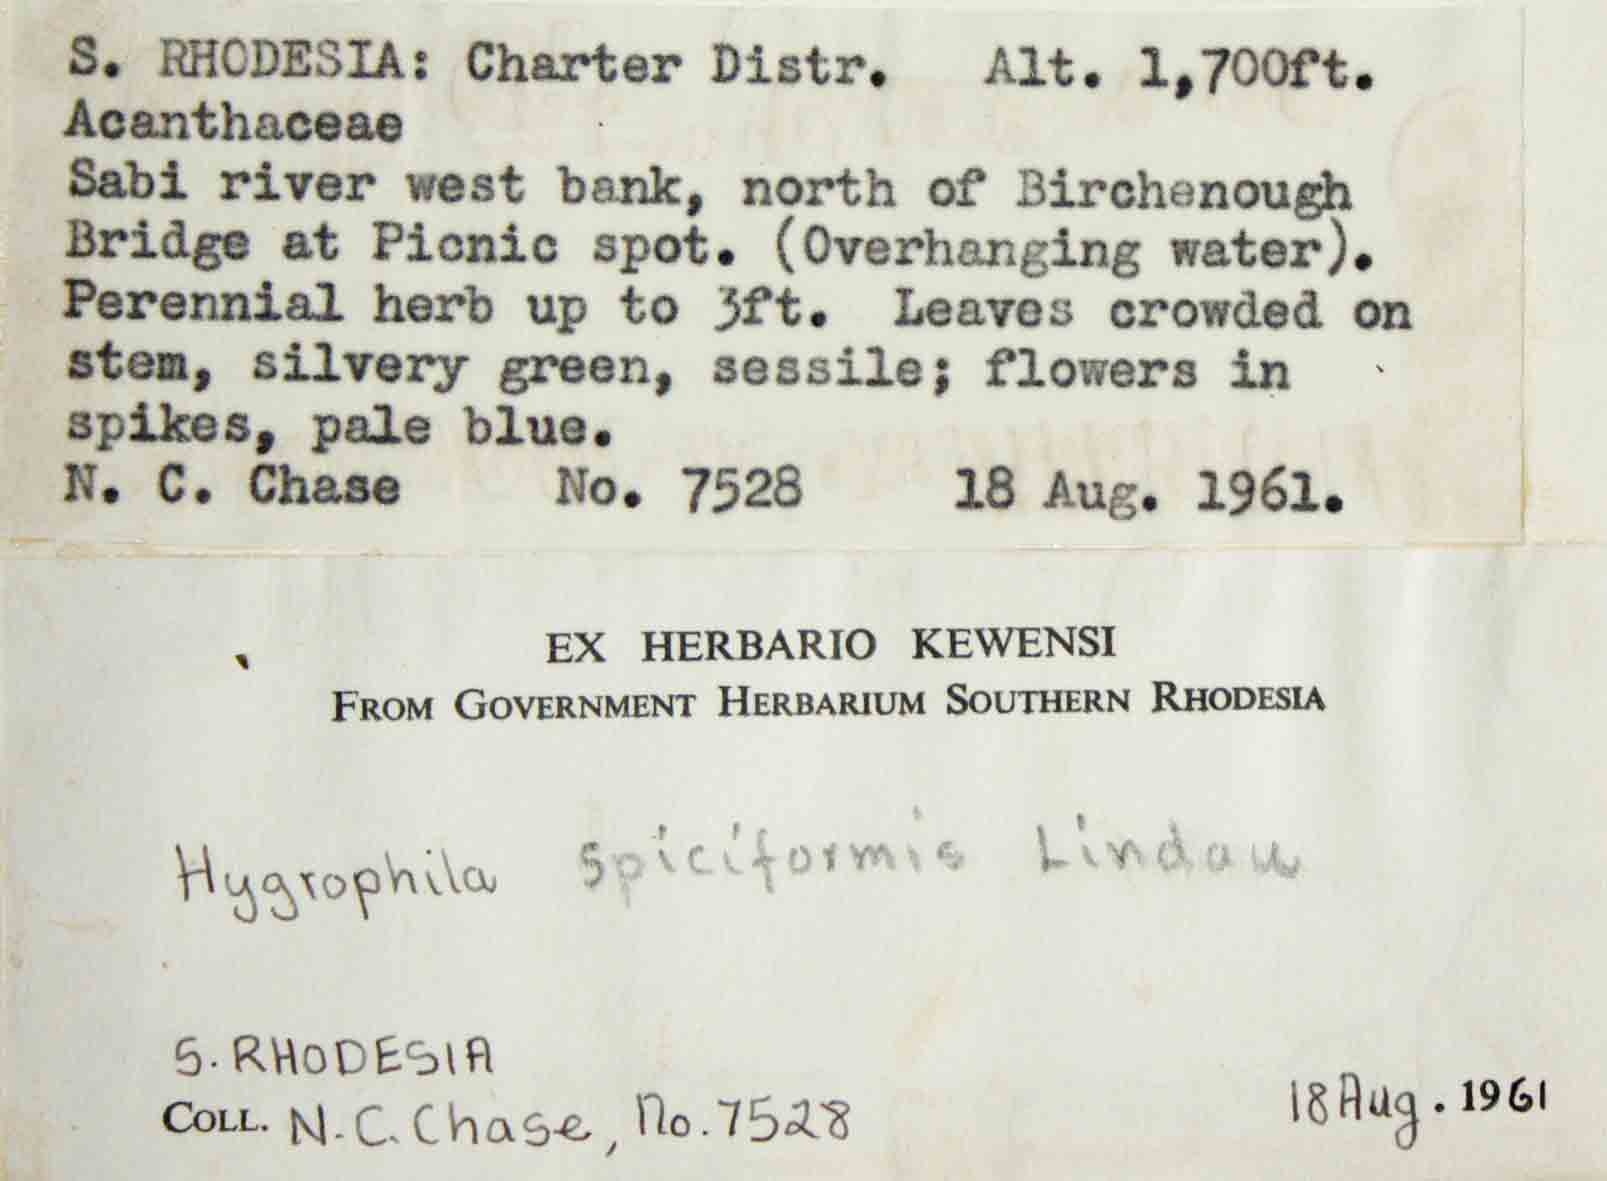 S. RHODESIA: Charter Distr. Alt. 1,700ft.
Acanthaceae
Sabi river west bank, north of Birchenough
Bridge at Picnic spot. (Overhanging water).
Perennial herb up to 3ft. Leaves crowded on
stem, silvery green, sessile; flowers in
spikes, pale blue.
N. C. Chase No. 7528 18 Aug. 1961.
EX HERBARIO KEWENSI
FROM GOVERNMENT HERBARIUM SOUTHERN RHODESIA
Hygrophila spiciformis Lindau
S. RHODESIA
COLL. N. C. Chase, No. 7528 18 Aug. 1961